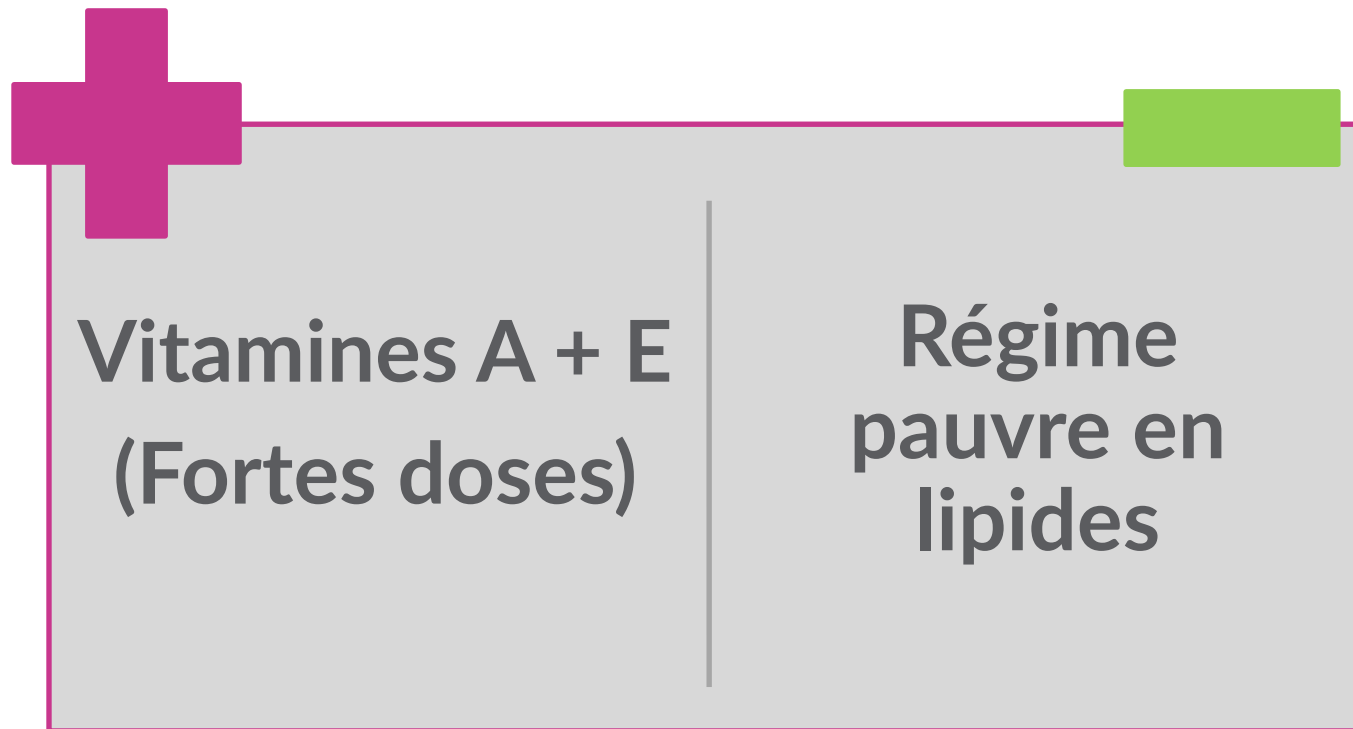 Vitamines A + E
(Fortes doses)
Régime
pauvre en
lipides